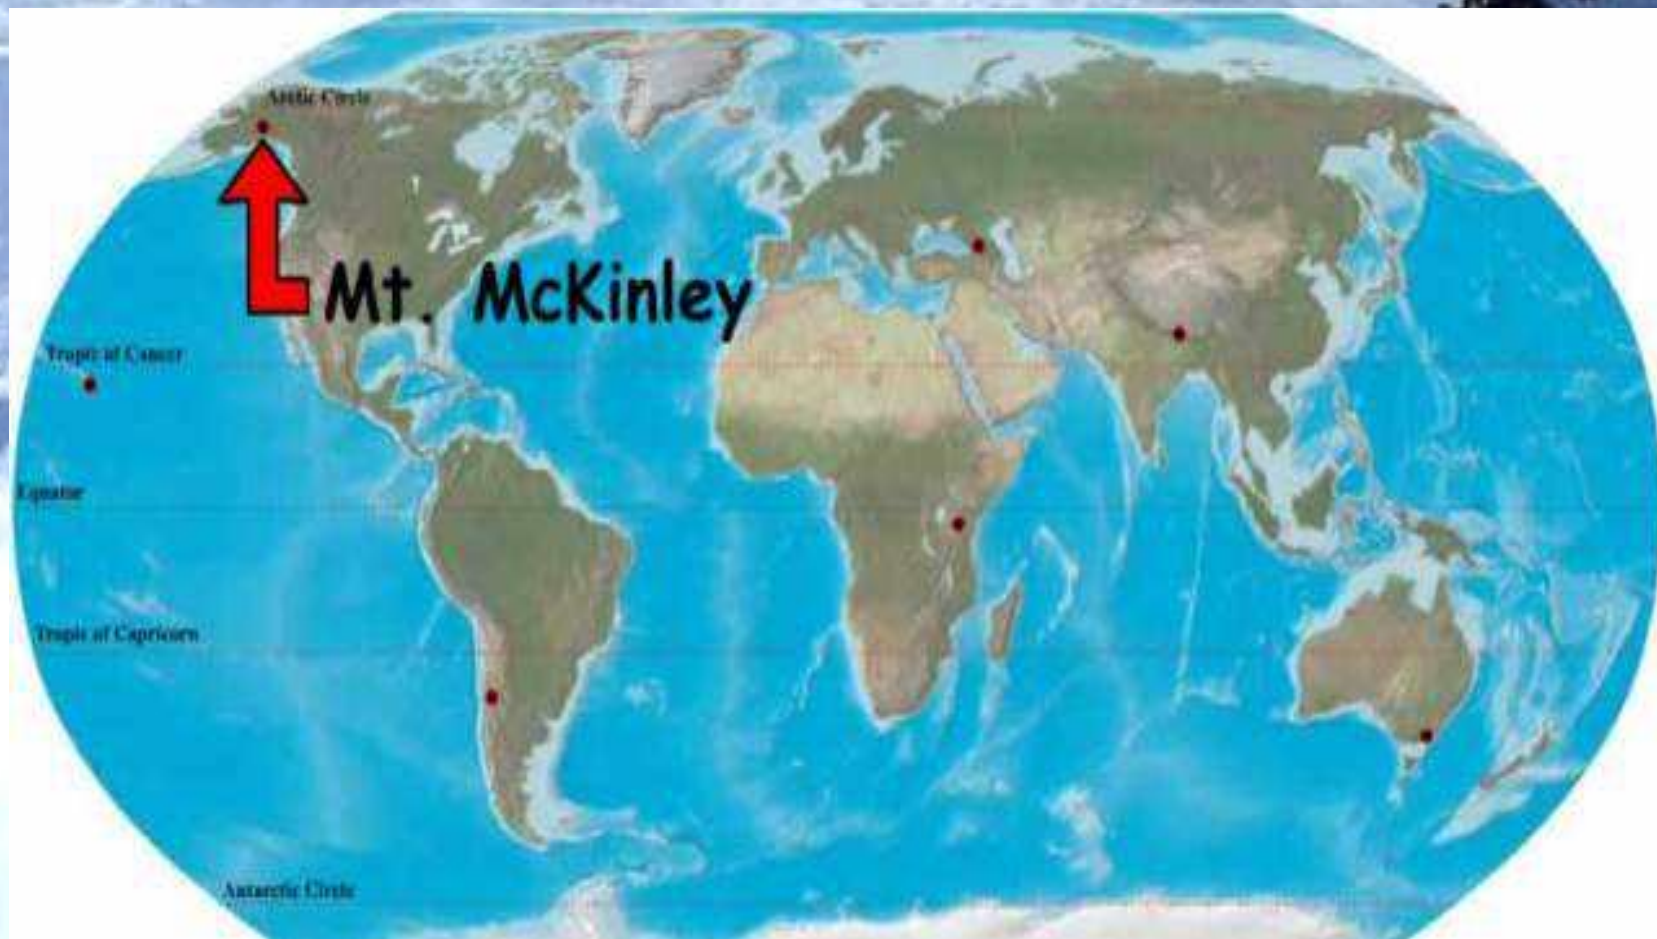 Arctic Circle
Mt. McKinley
Tropic of Cancer
Equator
Tropic of Capricorn
Antarctic Circle